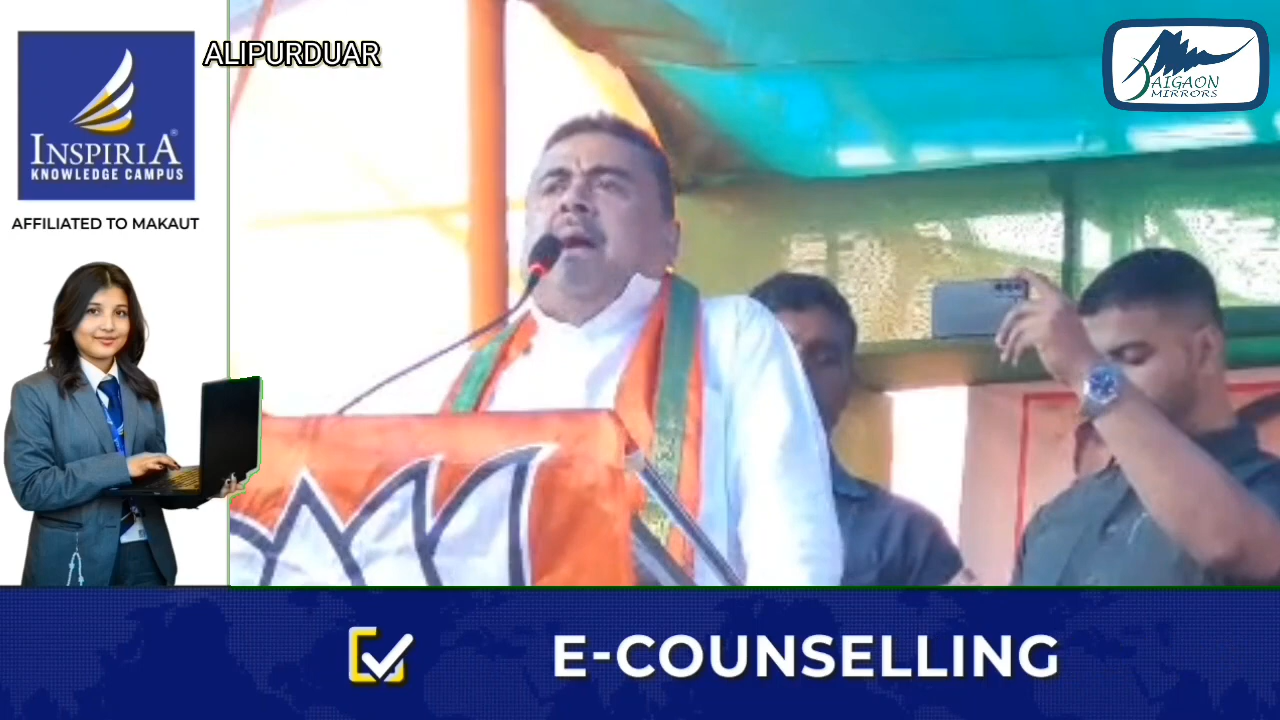 INSPIRIA®
KNOWLEDGE CAMPUS
AFFILIATED TO MAKAUT
ALIPURDUAR
JAIGAON
MIRRORS
E-COUNSELLING